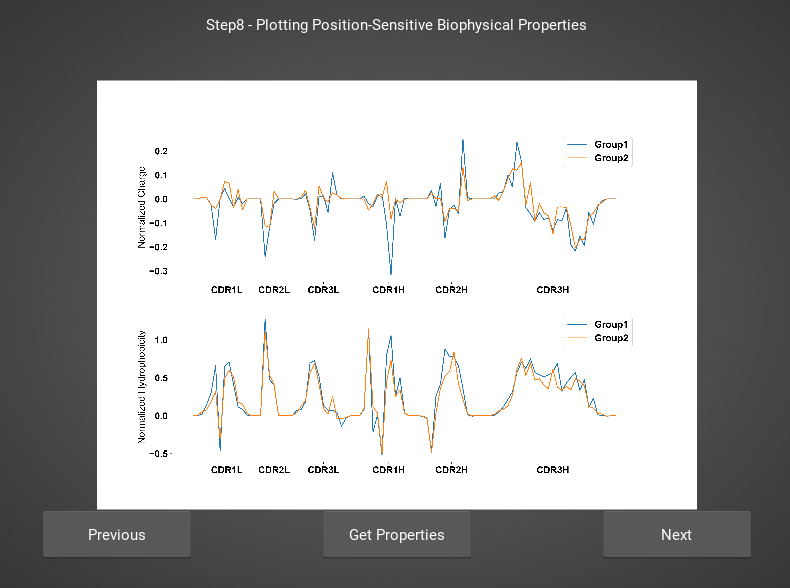 Step8 - Plotting Position-Sensitive Biophysical Properties
Group1
Group2
Normalized Charge
0.2
0.1
0.0
−0.1
−0.2
−0.3
CDR1L CDR2L CDR3L CDR1H CDR2H CDR3H
Group1
Group2
Normalized Hydrophobicity
1.0
0.5
0.0
−0.5
CDR1L CDR2L CDR3L CDR1H CDR2H CDR3H
Previous Get Properties Next